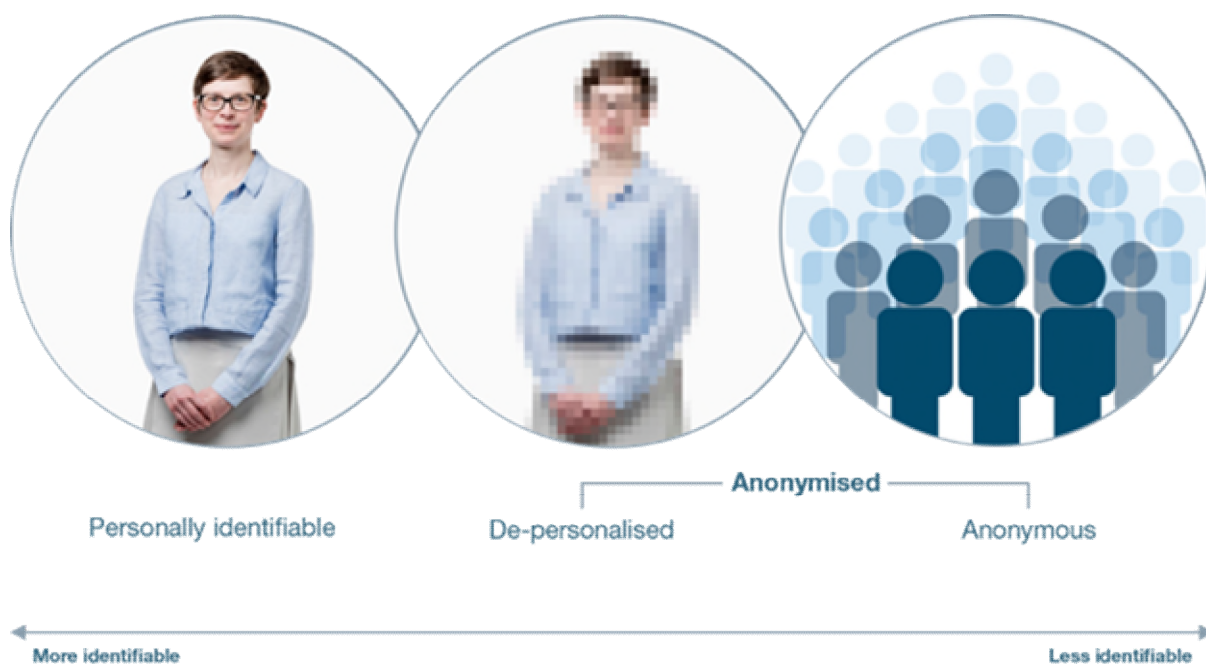 Anonymised
Personally identifiable
De-personalised
Anonymous
More identifiable
Less identifiable